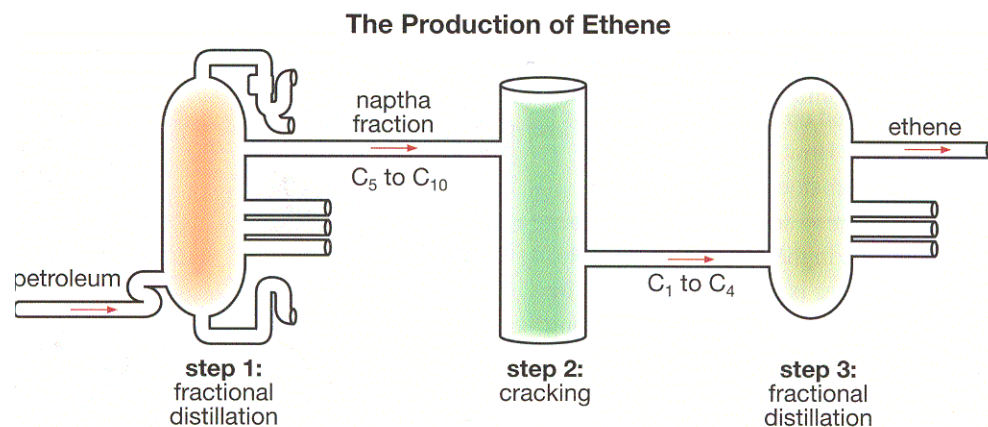 The Production of Ethene
naptha
fraction
C₅ to C₁₀
ethene
petroleum
C₁ to C₄
step 1:
fractional
distillation
step 2:
cracking
step 3:
fractional
distillation